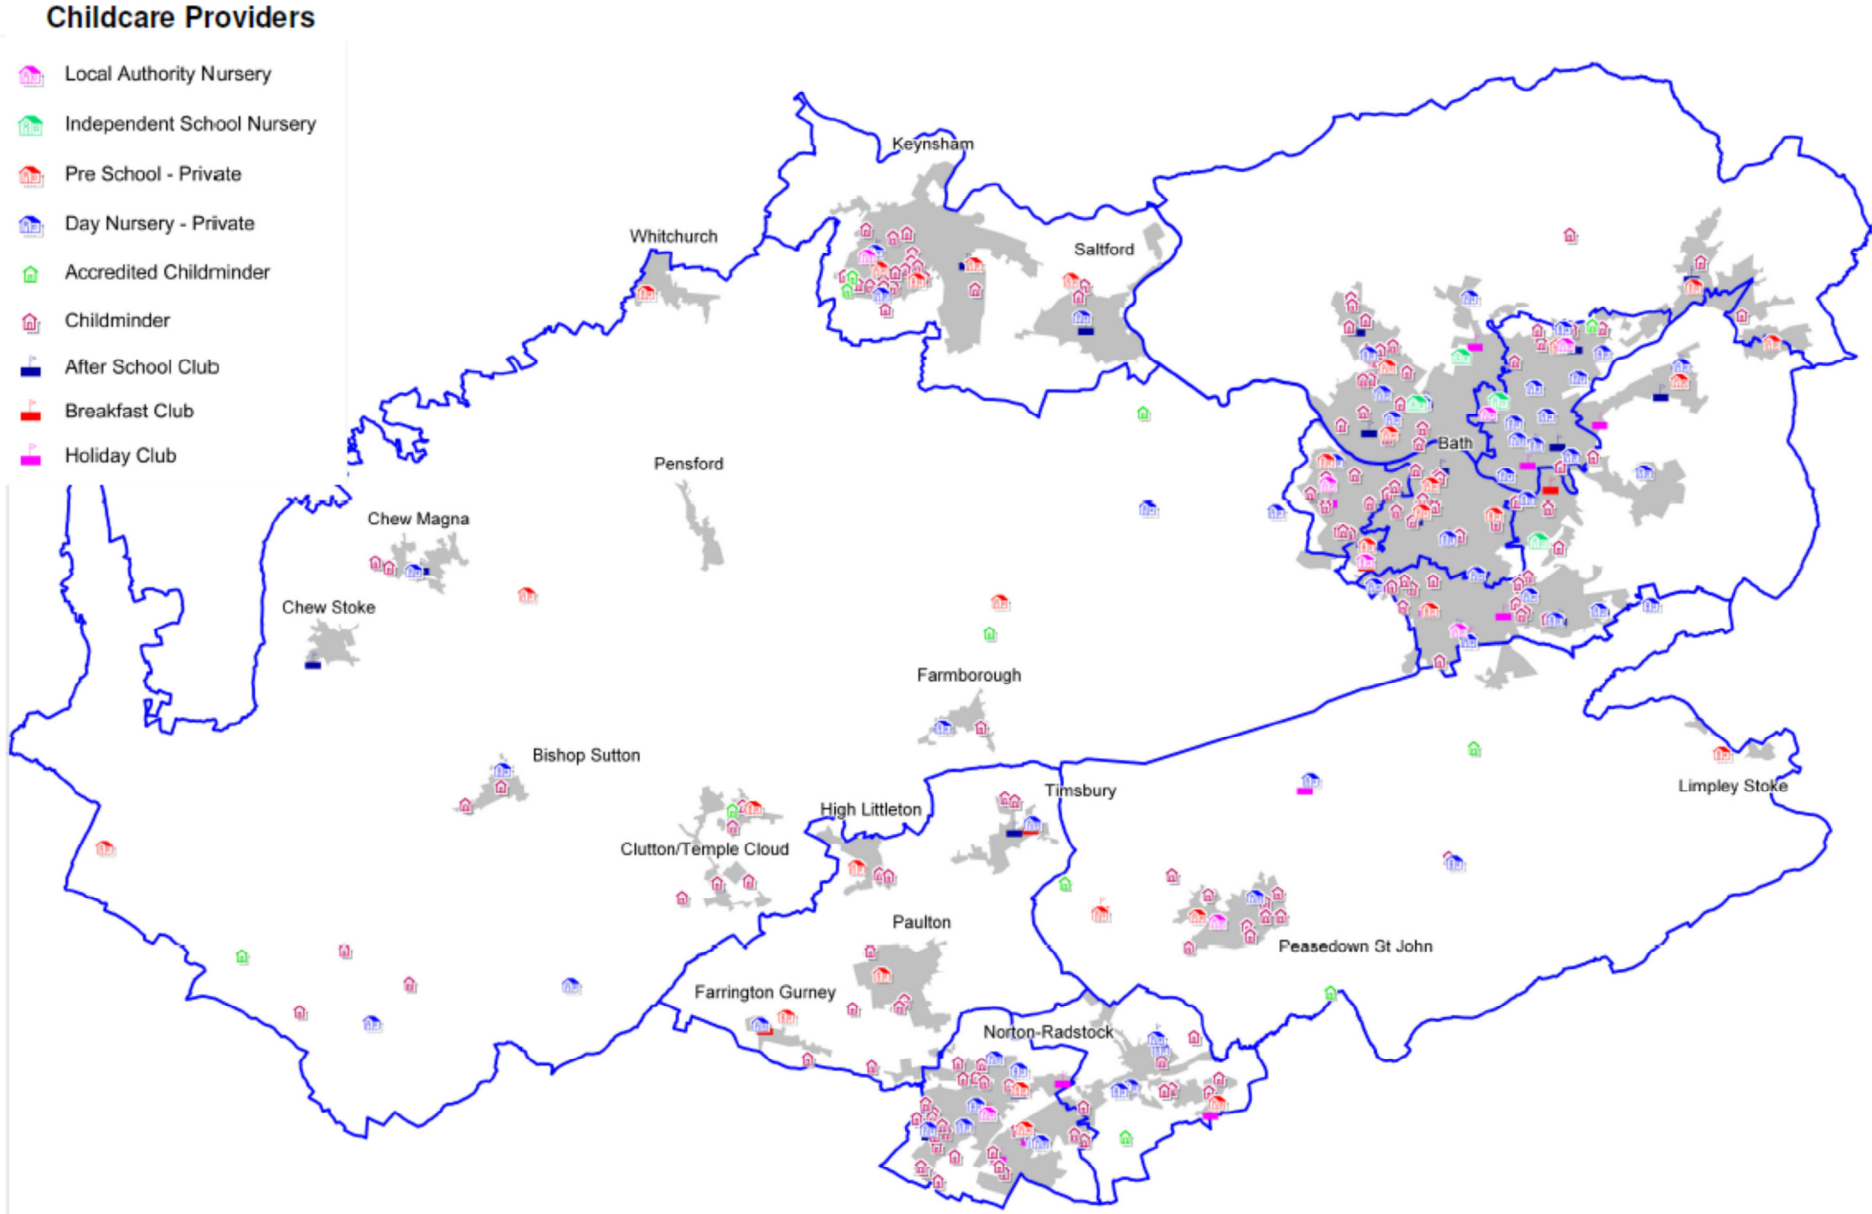 Childcare Providers
Local Authority Nursery
Independent School Nursery
Pre School - Private
Day Nursery - Private
Accredited Childminder
Childminder
After School Club
Breakfast Club
Holiday Club
Keynsham
Whitchurch
Saltford
Bath
Pensford
Chew Magna
Chew Stoke
Farmborough
Bishop Sutton
Timsbury
Limpley Stoke
High Littleton
Clutton/Temple Cloud
Paulton
Peasedown St John
Farrington Gurney
Norton-Radstock